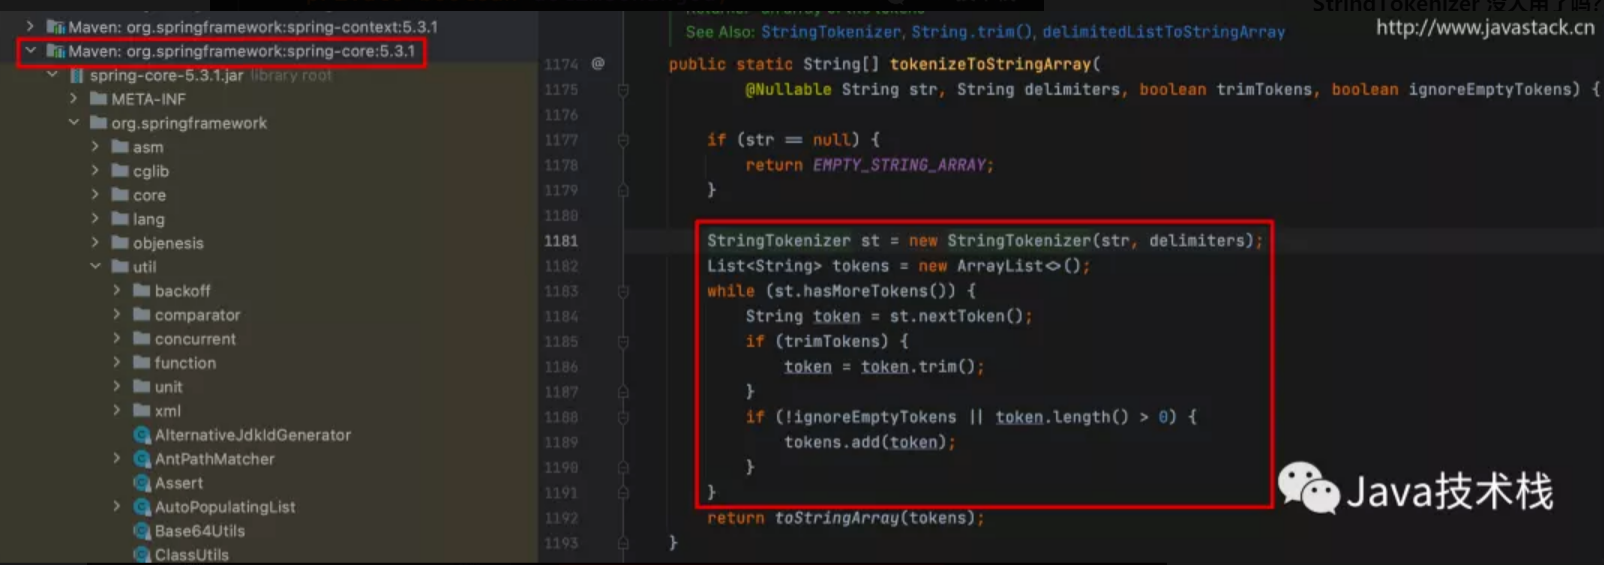 StringTokenizer 没人用了吗?
http://www.javastack.cn
Maven: org.springframework:spring-context:5.3.1
Maven: org.springframework:spring-core:5.3.1
spring-core-5.3.1.jar library root
META-INF
org.springframework
asm
cglib
core
lang
objenesis
util
backoff
comparator
concurrent
function
unit
xml
AlternativeJdkIdGenerator
AntPathMatcher
Assert
AutoPopulatingList
Base64Utils
ClassUtils
See Also: StringTokenizer, String.trim(), delimitedListToStringArray
1174 @ public static String[] tokenizeToStringArray(
1175 @Nullable String str, String delimiters, boolean trimTokens, boolean ignoreEmptyTokens) {
1176
1177 if (str == null) {
1178 return EMPTY_STRING_ARRAY;
1179 }
1180
1181 StringTokenizer st = new StringTokenizer(str, delimiters);
1182 List<String> tokens = new ArrayList<>();
1183 while (st.hasMoreTokens()) {
1184 String token = st.nextToken();
1185 if (trimTokens) {
1186 token = token.trim();
1187 }
1188 if (!ignoreEmptyTokens || token.length() > 0) {
1189 tokens.add(token);
1190 }
1191 }
1192 return toStringArray(tokens);
1193 }
Java技术栈